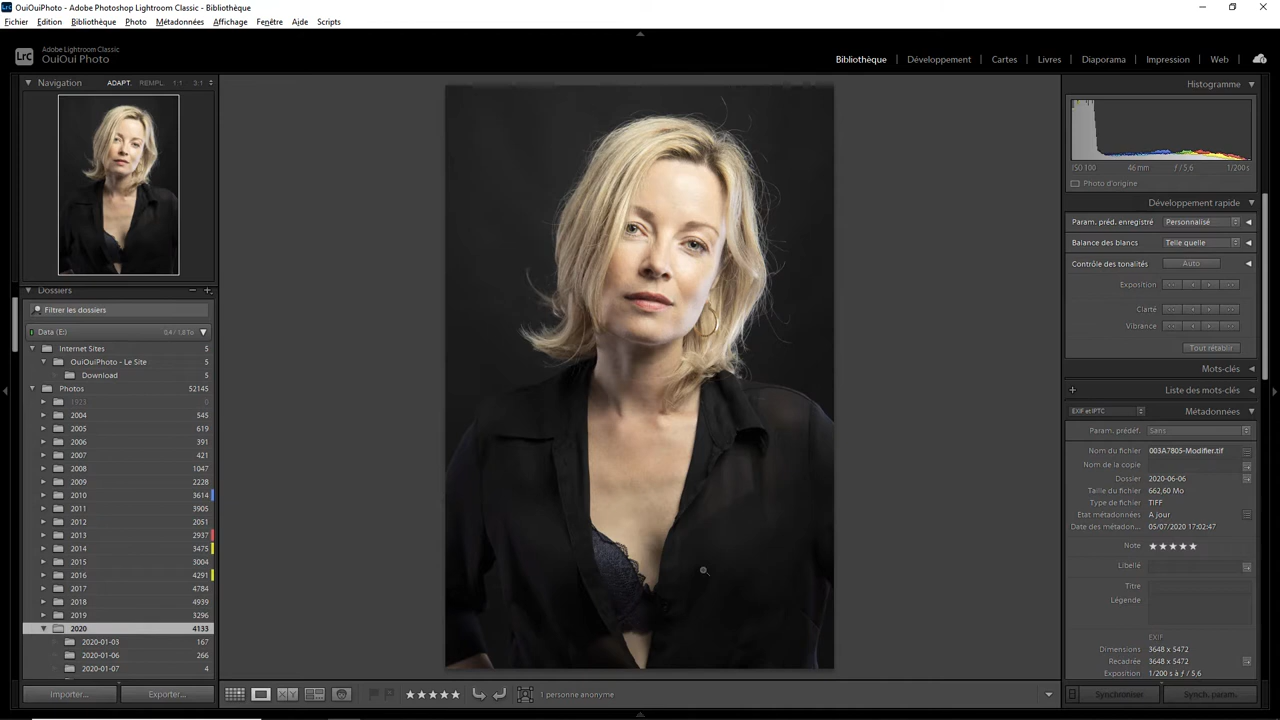 OuiOuiPhoto - Adobe Photoshop Lightroom Classic - Bibliothèque
Fichier Edition Bibliothèque Photo Métadonnées Affichage Fenêtre Aide Scripts
Lrc
Adobe Lightroom Classic
OuiOui Photo
Bibliothèque Développement Cartes Livres Diaporama Impression Web
Navigation ADAPT. REMPL. 1:1 3:1
Dossiers
Filtrer les dossiers
Data (E:) 0,4 / 1,8 To
Internet Sites 5
OuiOuiPhoto - Le Site 5
Download 5
Photos 52145
1923 0
2004 545
2005 619
2006 391
2007 421
2008 1047
2009 2228
2010 3614
2011 3905
2012 2051
2013 2937
2014 5475
2015 3004
2016 4291
2017 4784
2018 4939
2019 3296
2020 4133
2020-01-03 167
2020-01-06 266
2020-01-07 4
Importer... Exporter...
1 personne anonyme
Histogramme
ISO 100 46 mm ƒ / 5,6 1/200s
Photo d'origine
Développement rapide
Param. préd. enregistré Personnalisé
Balance des blancs Telle quelle
Contrôle des tonalités Auto
Exposition
Clarté
Vibrance
Tout rétablir
Mots-clés
Liste des mots-clés
EXIF et IPTC Métadonnées
Param. prédéf. Sans
Nom du fichier 003A7805-Modifier.tif
Nom de la copie
Dossier 2020-06-06
Taille du fichier 662,60 Mo
Type de fichier TIFF
Etat métadonnées A jour
Date des métadon... 05/07/2020 17:02:47
Note ★★★★★
Libellé
Titre
Légende
EXIF
Dimensions 3648 x 5472
Recadrée 3648 x 5472
Exposition 1/200 s à ƒ / 5,6
Synchroniser Synch. param.